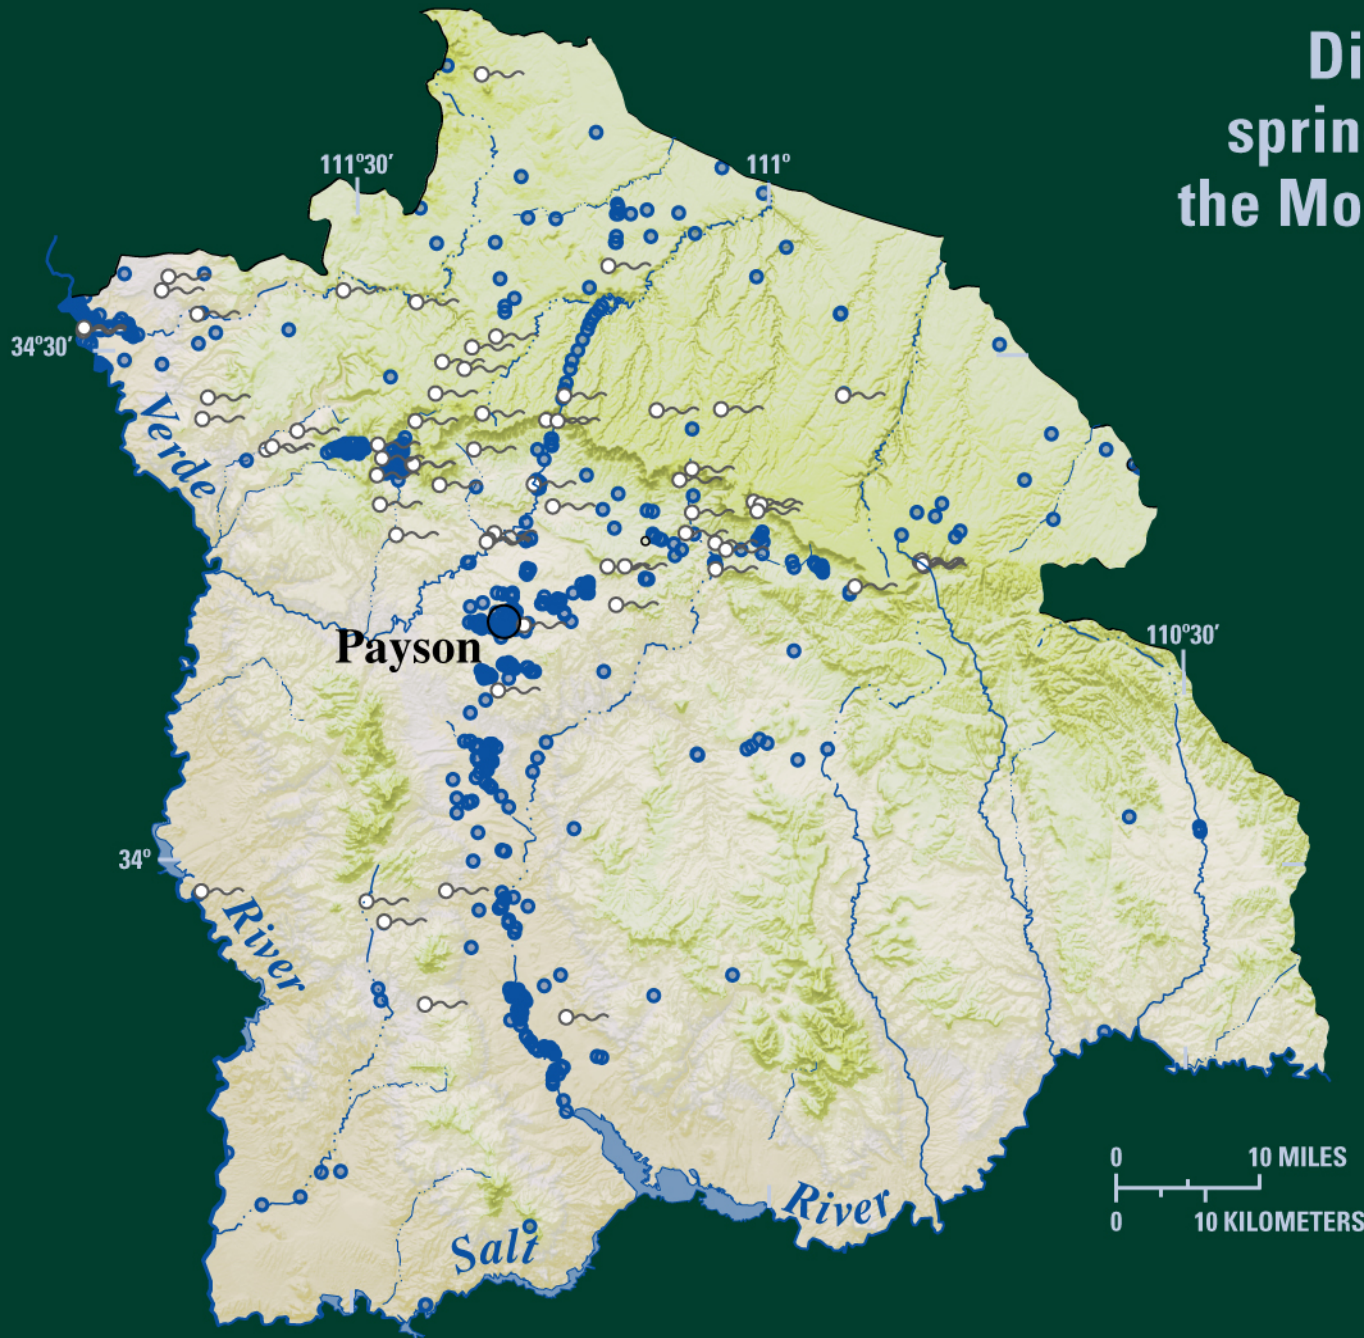 Di
sprin
the Mo
111°30′
111°
34°30′
Verde
110°30′
Payson
34°
River
0 10 MILES
River
0 10 KILOMETERS
Salt